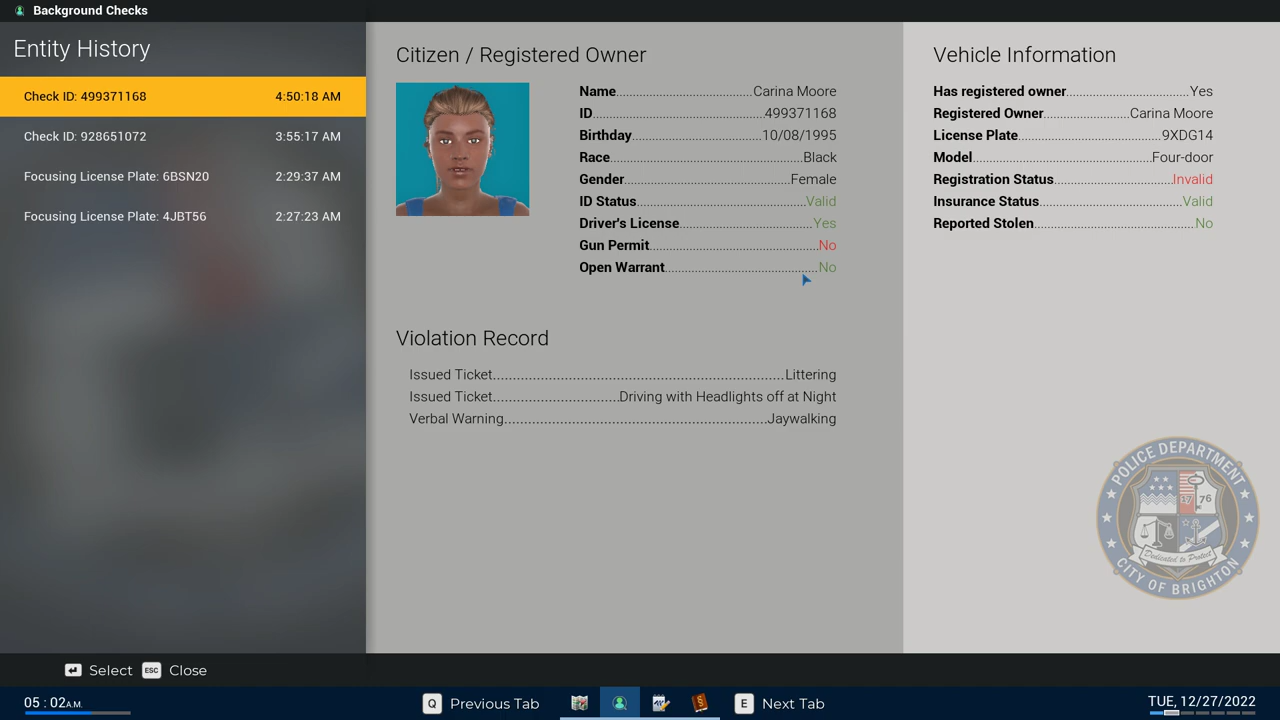 Background Checks
Entity History
Check ID: 499371168 4:50:18 AM
Check ID: 928651072 3:55:17 AM
Focusing License Plate: 6BSN20 2:29:37 AM
Focusing License Plate: 4JBT56 2:27:23 AM
Citizen / Registered Owner
Name Carina Moore
ID 499371168
Birthday 10/08/1995
Race Black
Gender Female
ID Status Valid
Driver's License Yes
Gun Permit No
Open Warrant No
Violation Record
Issued Ticket Littering
Issued Ticket Driving with Headlights off at Night
Verbal Warning Jaywalking
Vehicle Information
Has registered owner Yes
Registered Owner Carina Moore
License Plate 9XDG14
Model Four-door
Registration Status Invalid
Insurance Status Valid
Reported Stolen No
POLICE DEPARTMENT
17 76
Dedicated to Protect
CITY OF BRIGHTON
Select ESC Close
05 : 02 A.M.
Q Previous Tab
E Next Tab
TUE, 12/27/2022